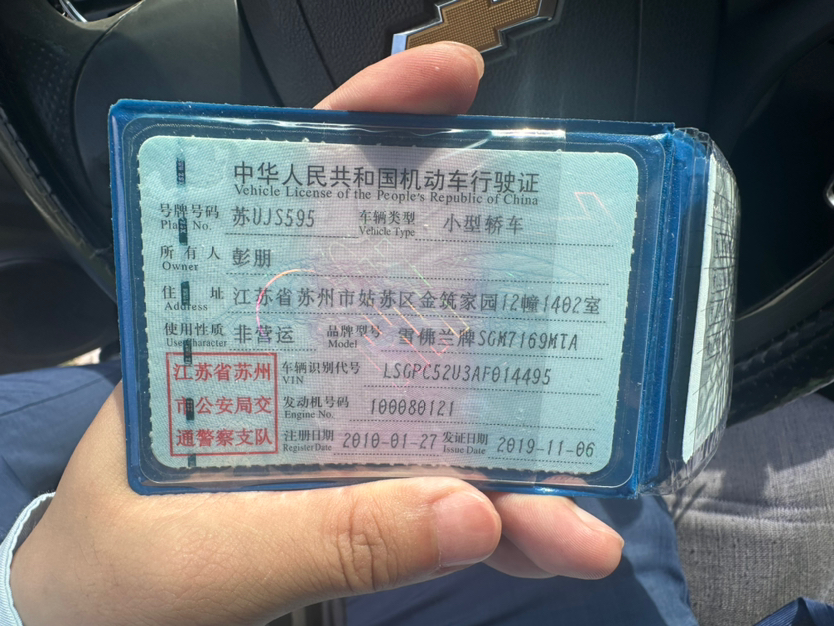 中华人民共和国机动车行驶证
Vehicle License of the People's Republic of China
号牌号码 苏UJS595 车辆类型 小型轿车
Plate No. Vehicle Type
所有人 彭朋
Owner
住址 江苏省苏州市姑苏区金筑家园12幢1402室
Address
使用性质 非营运 品牌型号 雪佛兰牌SGM7169MTA
Use Character Model
江苏省苏州
市公安局交
通警察支队
车辆识别代号 LSGPC52U3AF014495
VIN
发动机号码 100080121
Engine No.
注册日期 2010-01-27 发证日期 2019-11-06
Register Date Issue Date